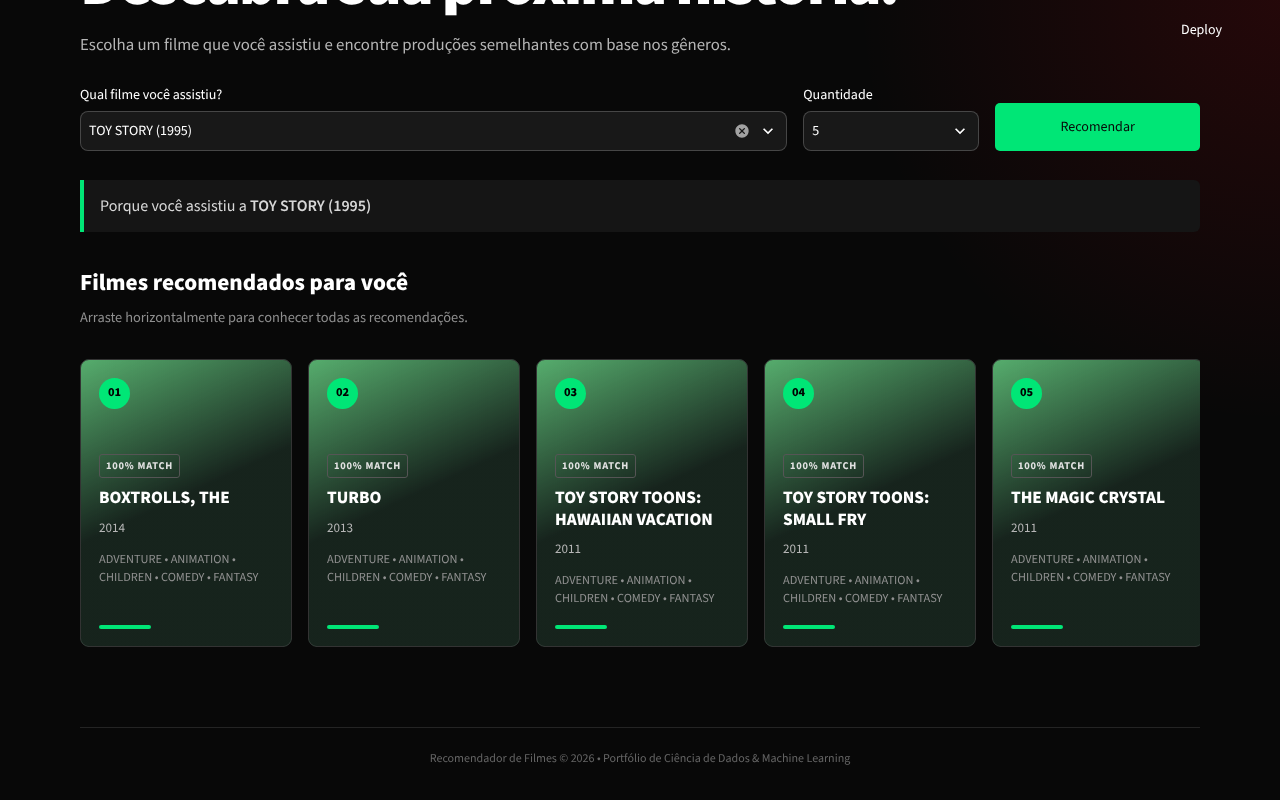 Descubra sua próxima história.
Deploy
Escolha um filme que você assistiu e encontre produções semelhantes com base nos gêneros.
Qual filme você assistiu?
Quantidade
TOY STORY (1995)
5
Recomendar
Porque você assistiu a TOY STORY (1995)
Filmes recomendados para você
Arraste horizontalmente para conhecer todas as recomendações.
01
100% MATCH
BOXTROLLS, THE
2014
ADVENTURE • ANIMATION •
CHILDREN • COMEDY • FANTASY
02
100% MATCH
TURBO
2013
ADVENTURE • ANIMATION •
CHILDREN • COMEDY • FANTASY
03
100% MATCH
TOY STORY TOONS:
HAWAIIAN VACATION
2011
ADVENTURE • ANIMATION •
CHILDREN • COMEDY • FANTASY
04
100% MATCH
TOY STORY TOONS:
SMALL FRY
2011
ADVENTURE • ANIMATION •
CHILDREN • COMEDY • FANTASY
05
100% MATCH
THE MAGIC CRYSTAL
2011
ADVENTURE • ANIMATION •
CHILDREN • COMEDY • FANTASY
Recomendador de Filmes © 2026 • Portfólio de Ciência de Dados & Machine Learning